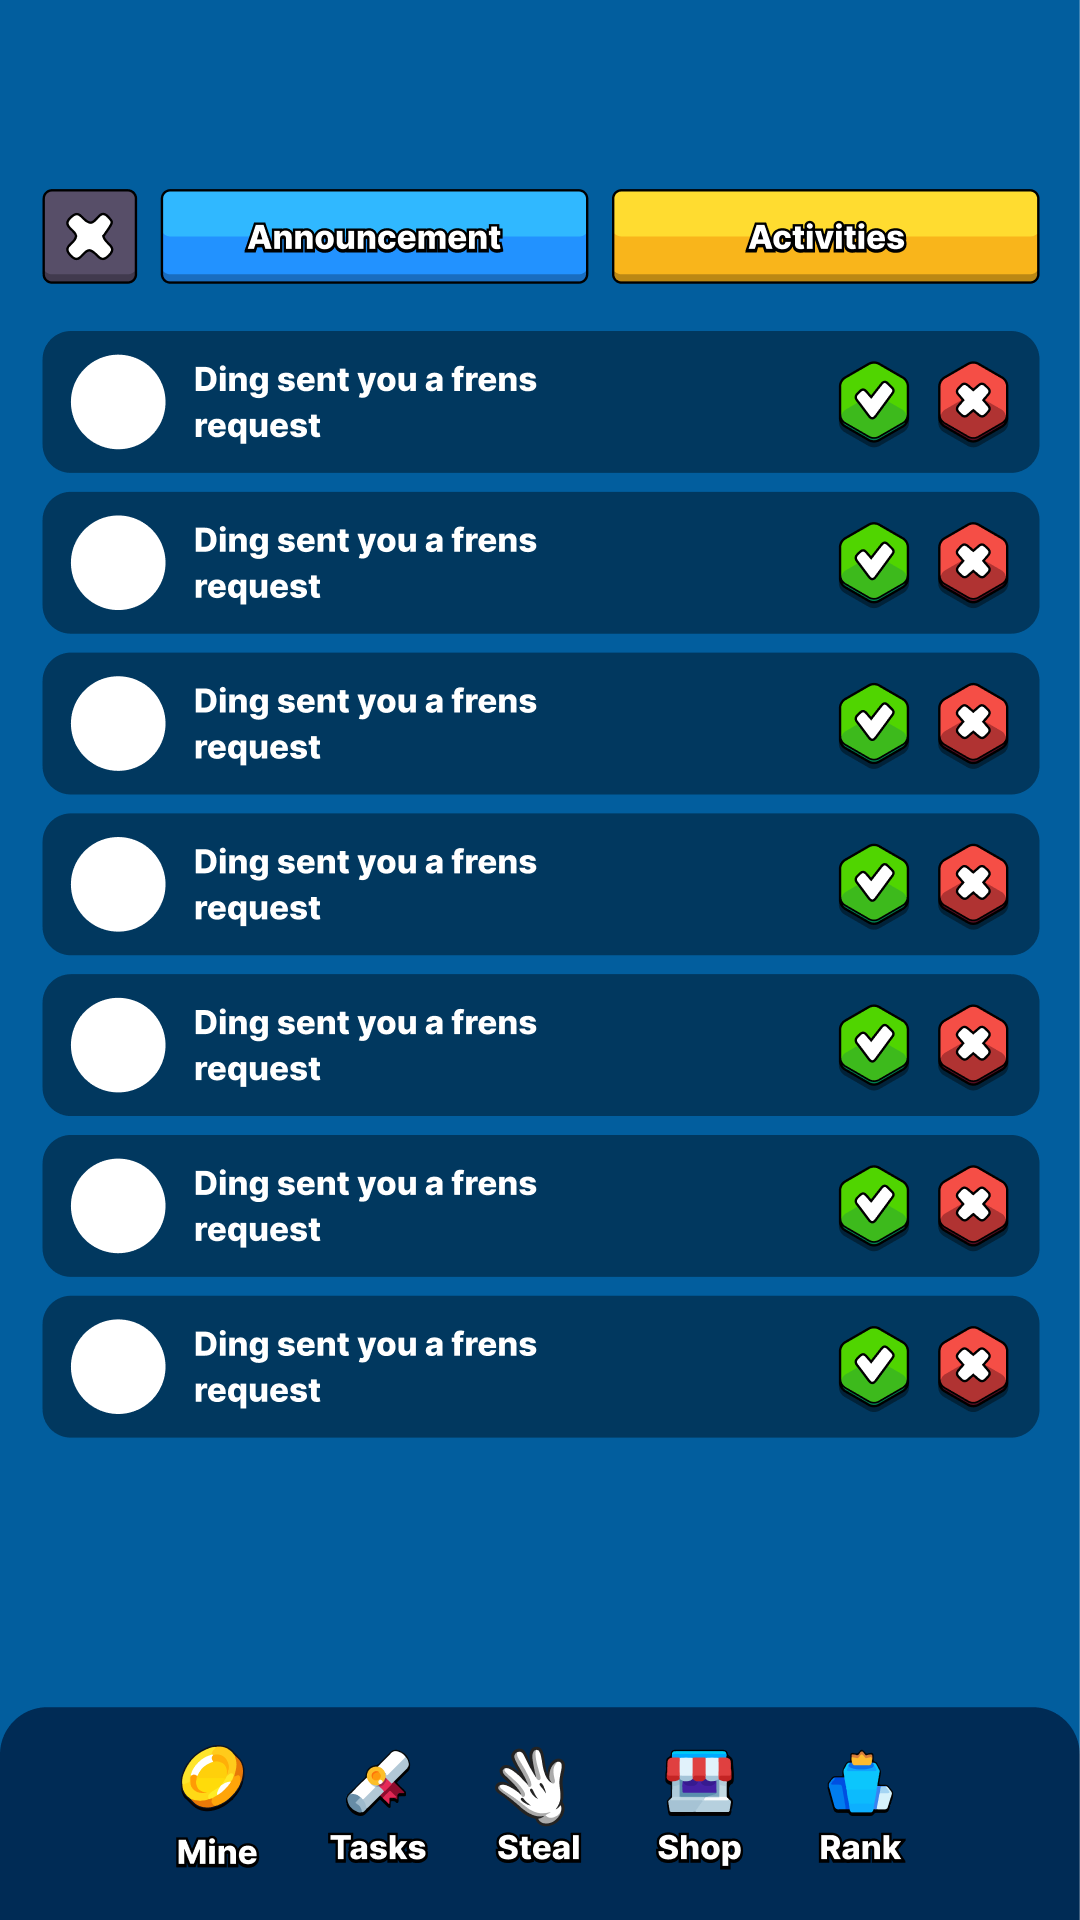 Announcement
Activities
Ding sent you a frens
request
Ding sent you a frens
request
Ding sent you a frens
request
Ding sent you a frens
request
Ding sent you a frens
request
Ding sent you a frens
request
Ding sent you a frens
request
Mine
Tasks
Steal
Shop
Rank